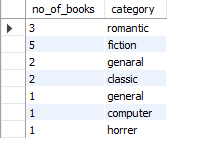 no_of_books category
3 romantic
5 fiction
2 genaral
2 classic
1 general
1 computer
1 horrer